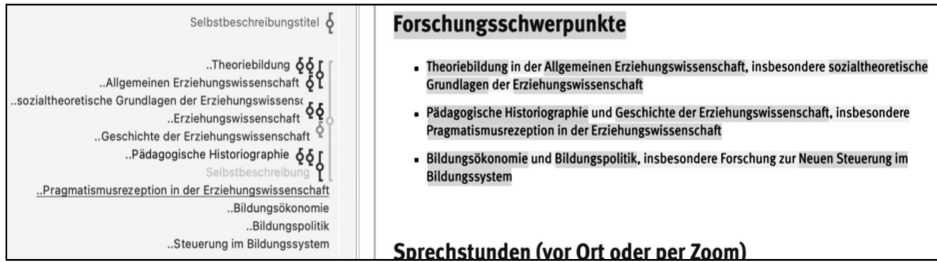 Selbstbeschreibungstitel
..Theoriebildung
..Allgemeinen Erziehungswissenschaft
..sozialtheoretische Grundlagen der Erziehungswissensc
..Erziehungswissenschaft
..Geschichte der Erziehungswissenschaft
..Pädagogische Historiographie
Selbstbeschreibung
..Pragmatismusrezeption in der Erziehungswissenschaft
..Bildungsökonomie
..Bildungspolitik
..Steuerung im Bildungssystem
Forschungsschwerpunkte
▪ Theoriebildung in der Allgemeinen Erziehungswissenschaft, insbesondere sozialtheoretische
Grundlagen der Erziehungswissenschaft
▪ Pädagogische Historiographie und Geschichte der Erziehungswissenschaft, insbesondere
Pragmatismusrezeption in der Erziehungswissenschaft
▪ Bildungsökonomie und Bildungspolitik, insbesondere Forschung zur Neuen Steuerung im
Bildungssystem
Sprechstunden (vor Ort oder per Zoom)